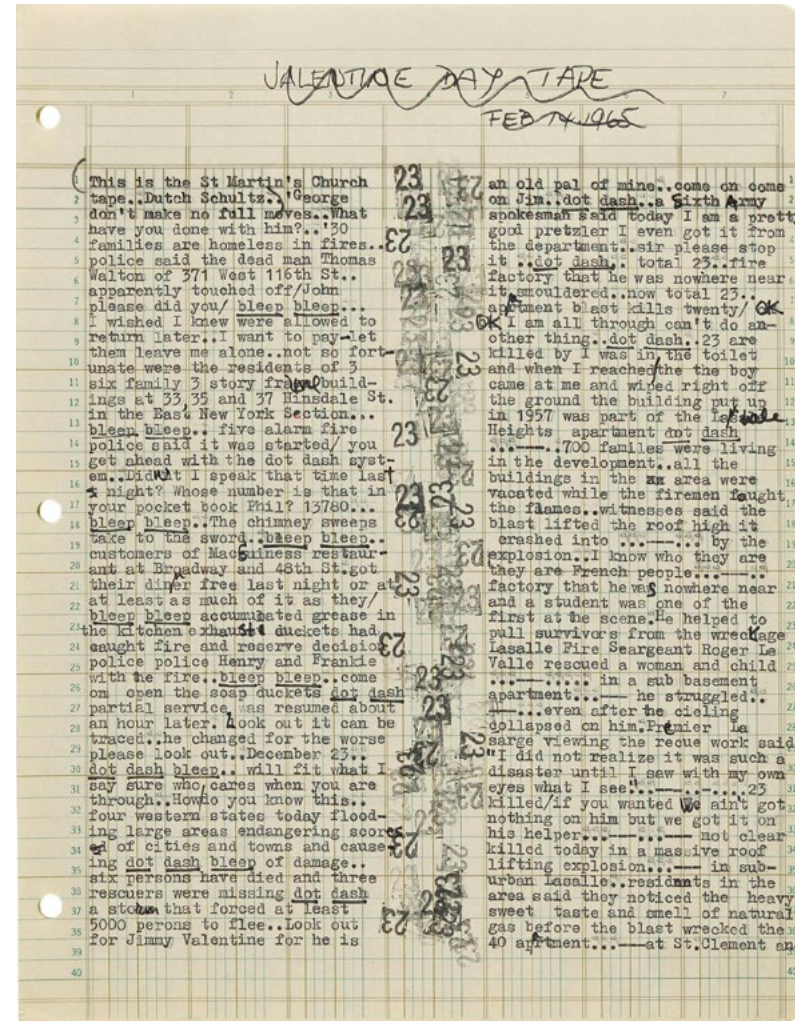 VALENTINE DAY TAPE
FEB 14.1965
This is the St Martin's Church
tape..Dutch Schultz..'George
don't make no full moves..What
have you done with him?..'30
families are homeless in fires..
police said the dead man Thomas
Walton of 371 West 116th St..
apparently touched off/John
please did you/ bleep bleep...
I wished I knew were allowed to
return later..I want to pay-let
them leave me alone..not so fort-
unate were the residents of 3
six family 3 story frame build-
ings at 33,35 and 37 Hinsdale St.
in the East New York Section...
bleep bleep.. five alarm fire
police said it was started/ you
get ahead with the dot dash syst-
em..Didnt I speak that time last
night? Whose number is that in
your pocket book Phil? 13780...
bleep bleep..The chimney sweeps
take to the sword..bleep bleep..
customers of MacGuiness restaur-
ant at Broadway and 48th St.got
their diner free last night or at
at least as much of it as they/
bleep bleep accumulated grease in
the kitchen exhaust duckets had
caught fire and reserve decision
police police Henry and Frankie
with the fire..bleep bleep..come
on open the soap duckets dot dash
partial service was resumed about
an hour later. Look out it can be
traced..he changed for the worse
please look out..December 23..
dot dash bleep.. will fit what I
say sure who cares when you are
through..How do you know this..
four western states today flood-
ing large areas endangering scor
ed of cities and towns and cause
ing dot dash bleep of damage..
six persons have died and three
rescuers were missing dot dash
a storm that forced at least
5000 perons to flee..Look out
for Jimmy Valentine for he is
an old pal of mine..come on come
on Jim..dot dash..a Sixth Army
spokesman said today I am a pretty
good pretzler I even got it from
the department..sir please stop
it ..dot dash.. total 23..fire
factory that he was nowhere near
it smouldered..now total 23..
apartment blast kills twenty/ OK
OK I am all through can't do an-
other thing..dot dash..23 are
killed by I was in the toilet
and when I reached/the the boy
came at me and wiped right off
the ground the building put up
in 1957 was part of the Lasalle
Heights apartment dot dash
...—--..700 familes were living
in the development..all the
buildings in the area were
vacated while the firemen fought
the flames..witnesses said the
blast lifted the roof high it
crashed into ...—--... by the
explosion..I know who they are
they are French people...—--..
factory that he was nowhere near
and a student was one of the
first at the scene.He helped to
pull survivors from the wreckage
Lasalle Fire Seargeant Roger Le
Valle rescued a woman and child
...—--.... in a sub basement
apartment...—-- he struggled..
—--...even after the cieling
collapsed on him.Premier La
sarge viewing the recue work said
"I did not realize it was such a
disaster until I saw with my own
eyes what I see"...—--.....23
killed/if you wanted We ain't got
nothing on him but we got it on
his helper...—--...—-- not clear
killed today in a massive roof
lifting explosion...—-- in sub-
urban Lasalle..residants in the
area said they noticed the heavy
sweet taste and smell of natural
gas before the blast wrecked the
40 apartment...—--at St.Clement an